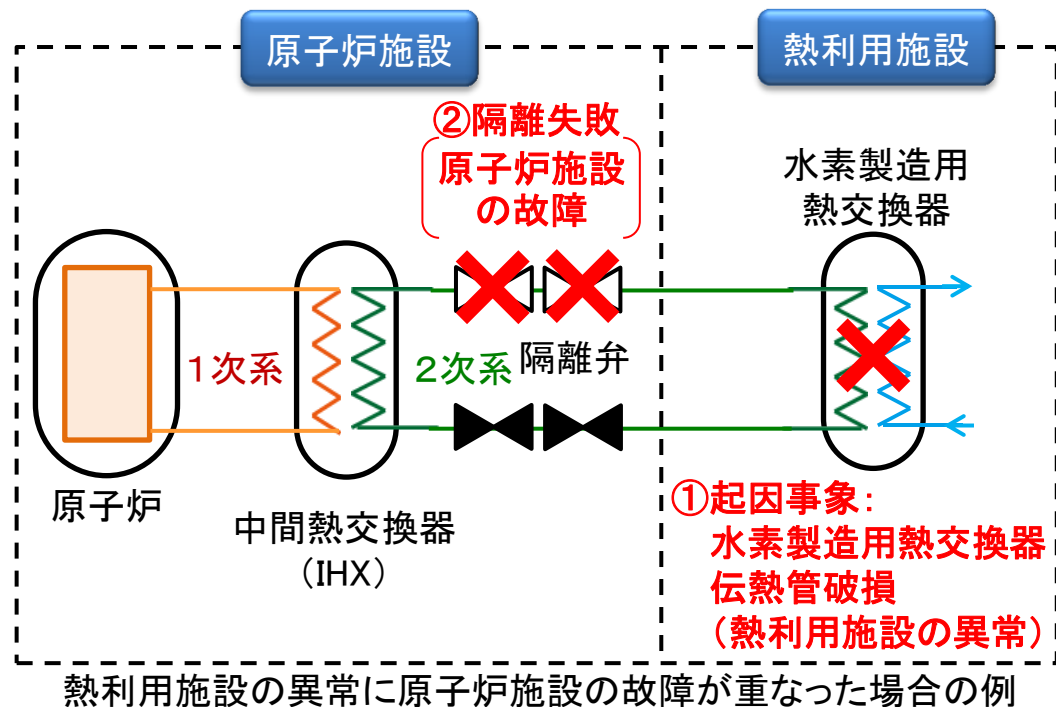 原子炉施設
熱利用施設
②隔離失敗
原子炉施設
の故障
水素製造用
熱交換器
1次系
2次系
隔離弁
原子炉
中間熱交換器
（IHX）
①起因事象：
水素製造用熱交換器
伝熱管破損
（熱利用施設の異常）
熱利用施設の異常に原子炉施設の故障が重なった場合の例